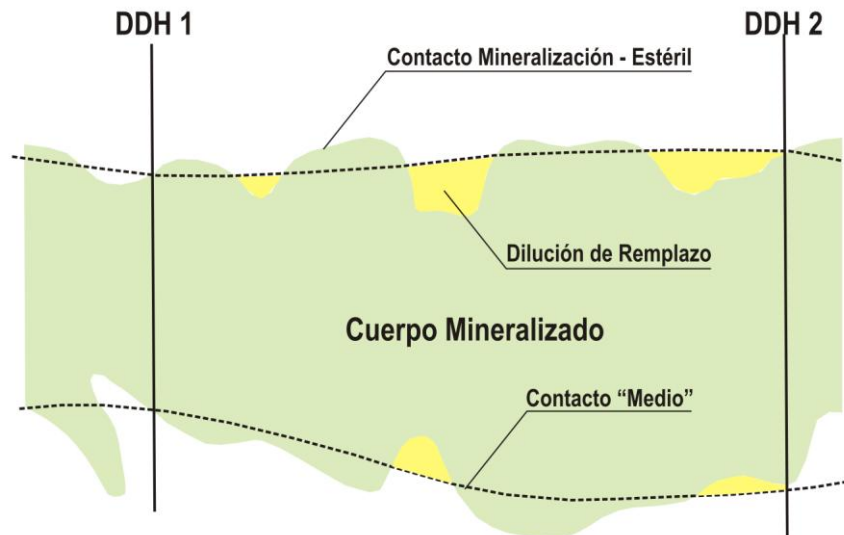 DDH 1
DDH 2
Contacto Mineralización - Estéril
Dilución de Remplazo
Cuerpo Mineralizado
Contacto “Medio”